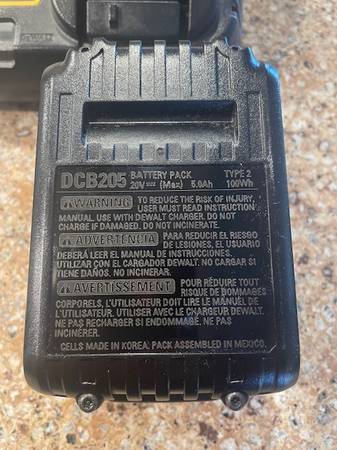 DCB205 BATTERY PACK TYPE 2
20V (Max) 5.0Ah 100Wh
WARNING TO REDUCE THE RISK OF INJURY,
USER MUST READ INSTRUCTION
MANUAL. USE WITH DEWALT CHARGER. DO NOT
CHARGE IF DAMAGED. DO NOT INCINERATE.
ADVERTENCIA PARA REDUCIR EL RIESGO
DE LESIONES, EL USUARIO
DEBERÁ LEER EL MANUAL DE INSTRUCCIONES.
UTILIZAR CON EL CARGADOR DEWALT. NO CARGAR SI
TIENE DAÑOS. NO INCINERAR.
AVERTISSEMENT POUR RÉDUIRE TOUT
RISQUE DE DOMMAGES
CORPORELS, L'UTILISATEUR DOIT LIRE LE MANUEL DE
L'UTILISATEUR. UTILISER AVEC LE CHARGEUR DEWALT.
NE PAS RECHARGER SI ENDOMMAGÉ. NE PAS
INCINÉRER.
CELLS MADE IN KOREA. PACK ASSEMBLED IN MEXICO.